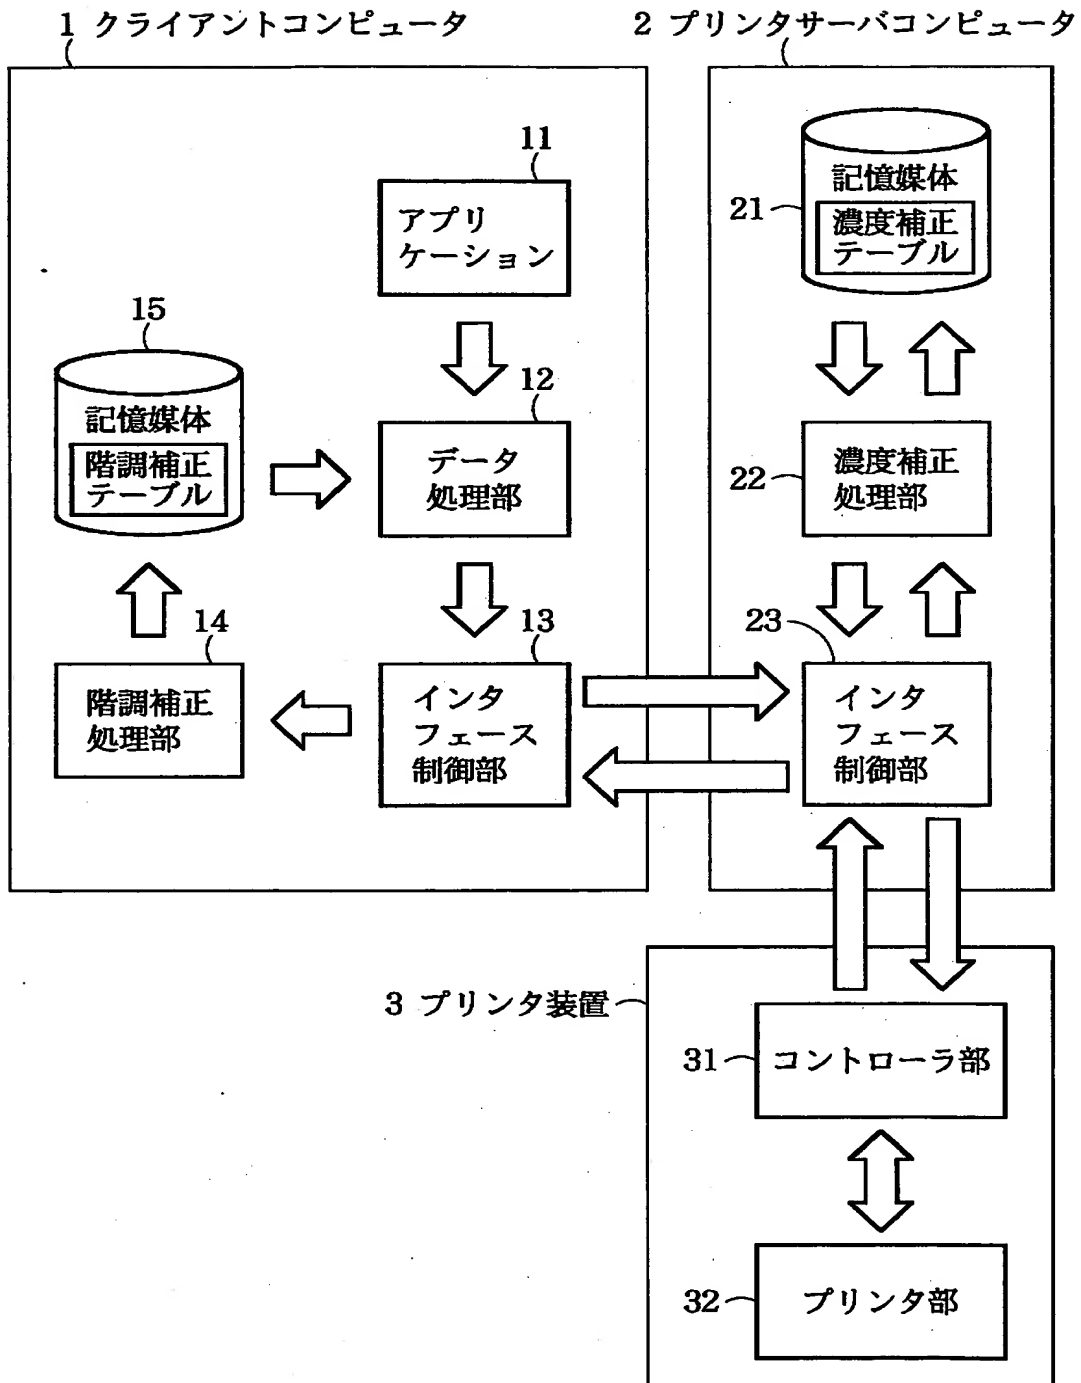 1 クライアントコンピュータ
2 プリンタサーバコンピュータ
11
アプリ
ケーション
15
記憶媒体
階調補正
テーブル
12
データ
処理部
14
階調補正
処理部
13
インタ
フェース
制御部
21
記憶媒体
濃度補正
テーブル
22
濃度補正
処理部
23
インタ
フェース
制御部
3 プリンタ装置
31
コントローラ部
32
プリンタ部